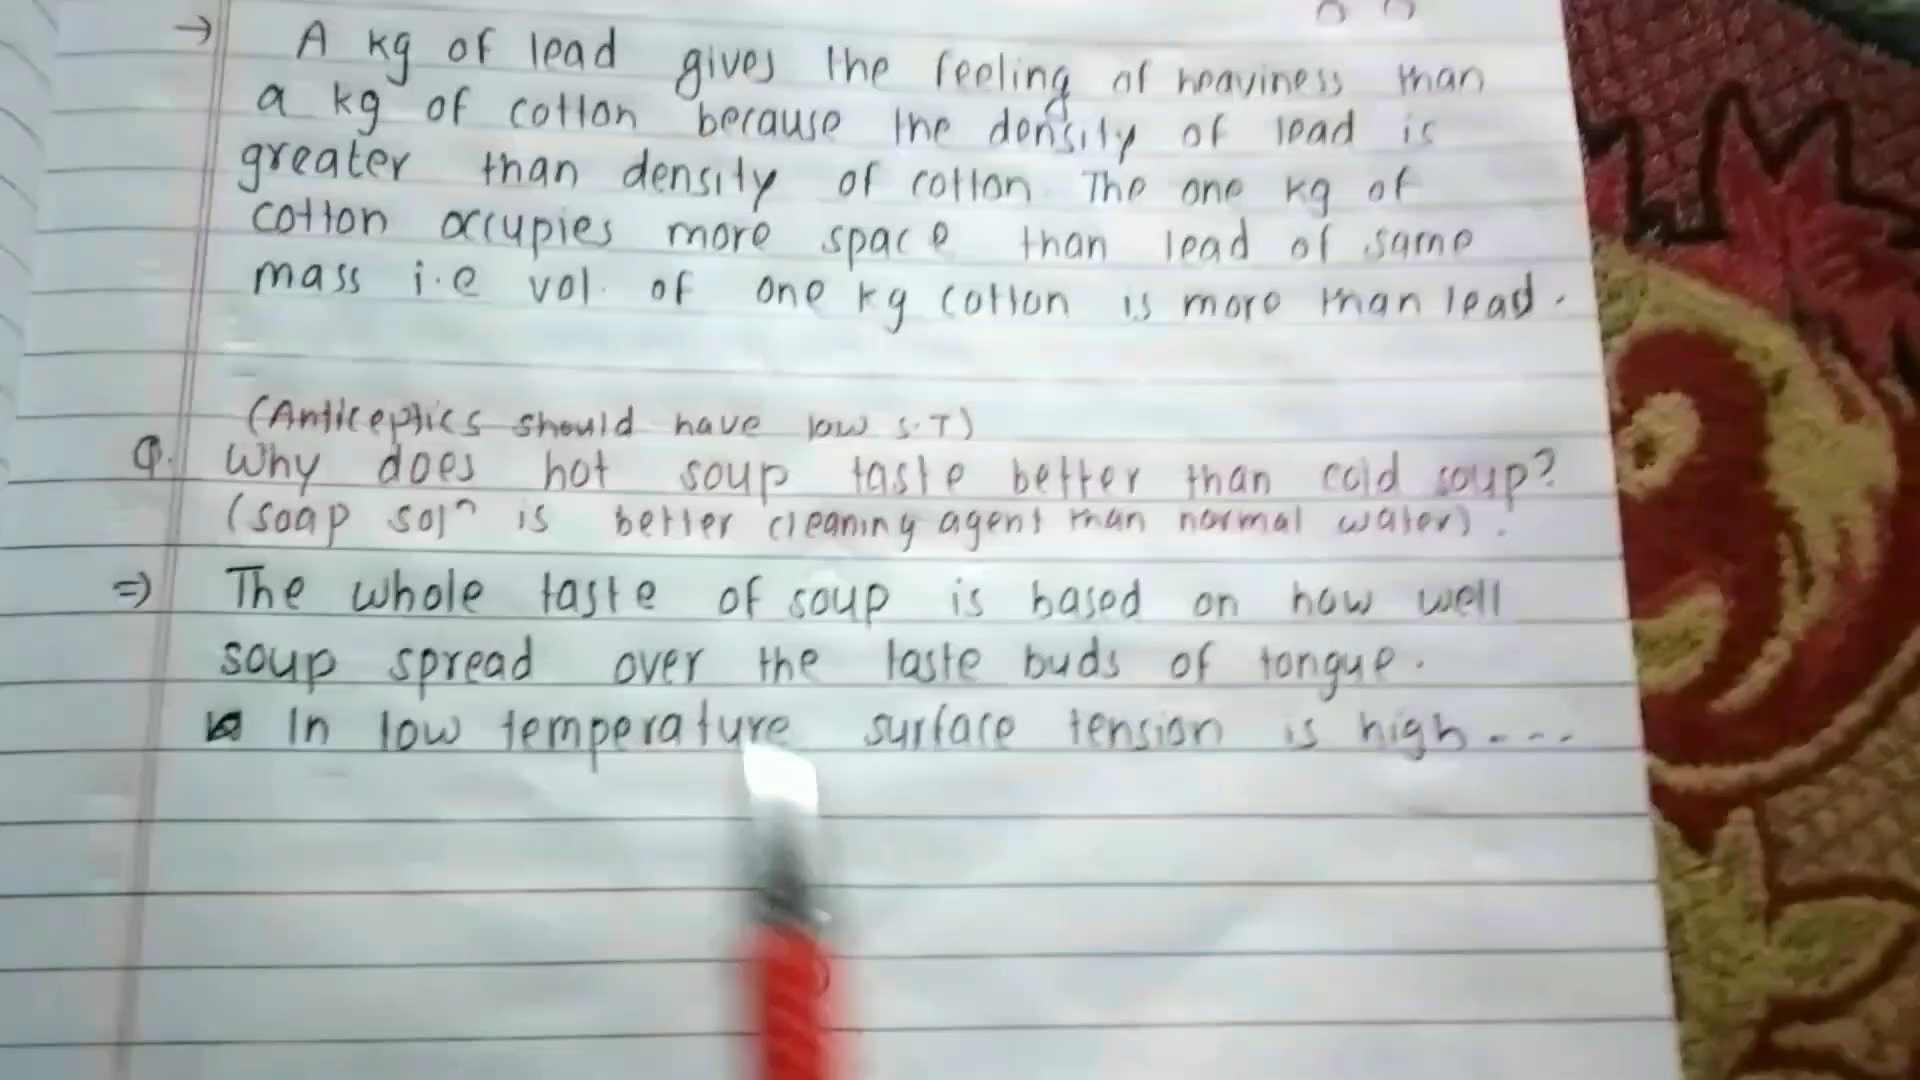 → A kg of lead gives the feeling of heaviness than
a kg of cotton because the density of lead is
greater than density of cotton. The one kg of
cotton occupies more space than lead of same
mass i.e vol. of one kg cotton is more than lead.
(Anticeptics should have low S.T)
Q. Why does hot soup taste better than cold soup?
(soap solⁿ is better cleaning agent than normal water).
⇒ The whole taste of soup is based on how well
soup spread over the taste buds of tongue.
In low temperature surface tension is high ----